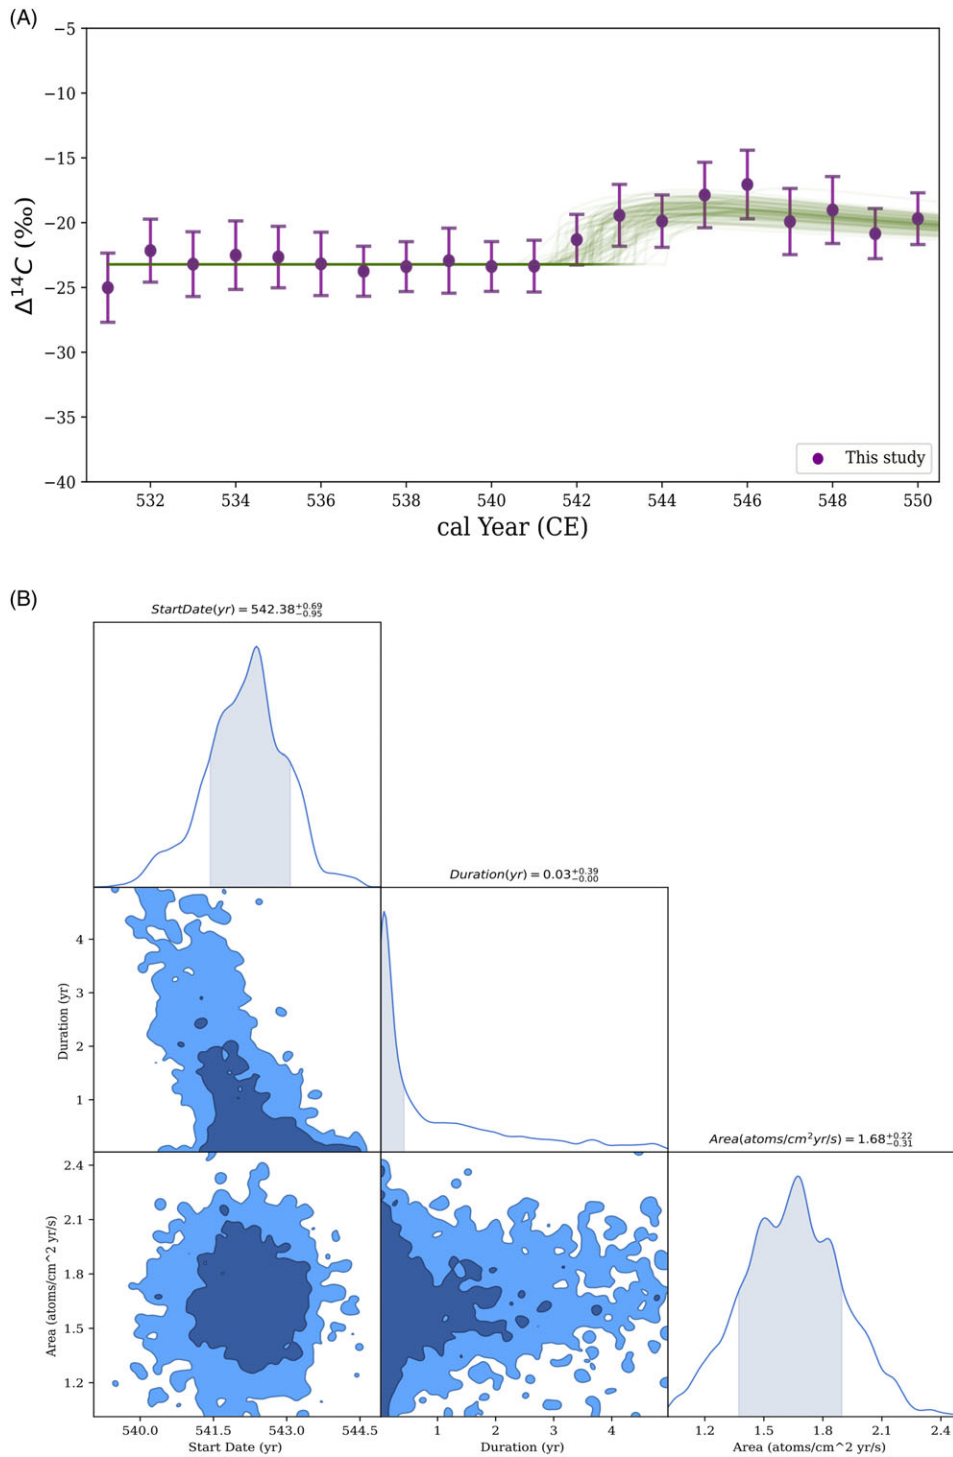 (A)
−5
−10
−15
−20
−25
−30
−35
−40
Δ¹⁴C (‰)
This study
532 534 536 538 540 542 544 546 548 550
cal Year (CE)
(B)
StartDate(yr) = 542.38 +0.69 −0.95
Duration(yr) = 0.03 +0.39 −0.00
4
3
2
1
Duration (yr)
Area(atoms/cm²yr/s) = 1.68 +0.22 −0.31
2.4
2.1
1.8
1.5
1.2
Area (atoms/cm^2 yr/s)
540.0 541.5 543.0 544.5 1 2 3 4 1.2 1.5 1.8 2.1 2.4
Start Date (yr) Duration (yr) Area (atoms/cm^2 yr/s)